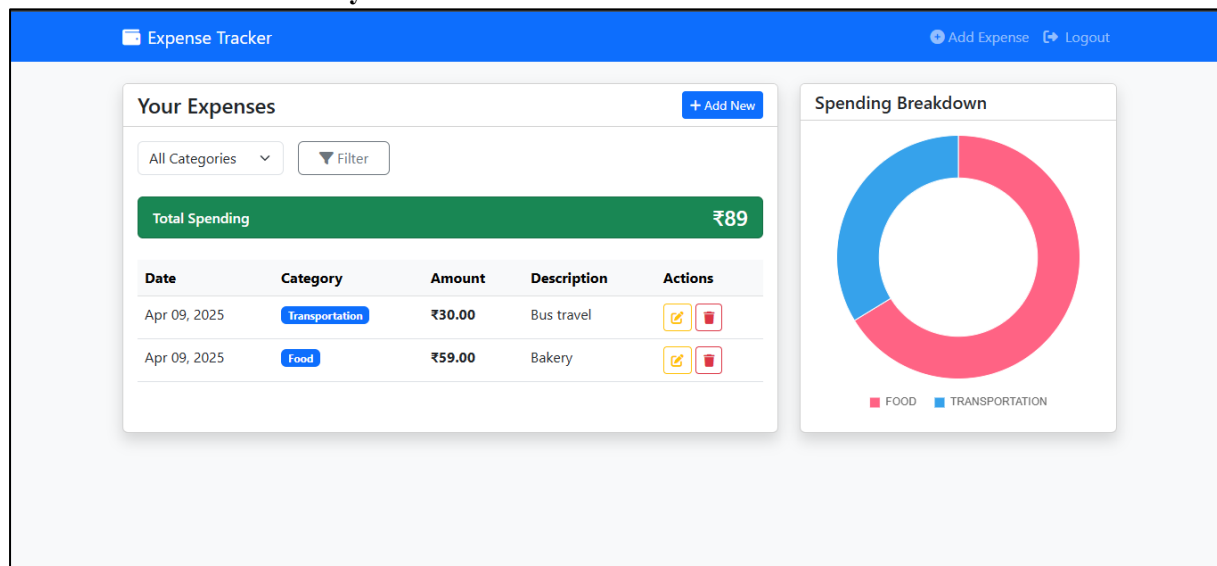 Expense Tracker Add Expense Logout
Your Expenses + Add New
All Categories Filter
Total Spending ₹89
Date Category Amount Description Actions
Apr 09, 2025 Transportation ₹30.00 Bus travel
Apr 09, 2025 Food ₹59.00 Bakery
Spending Breakdown
FOOD TRANSPORTATION